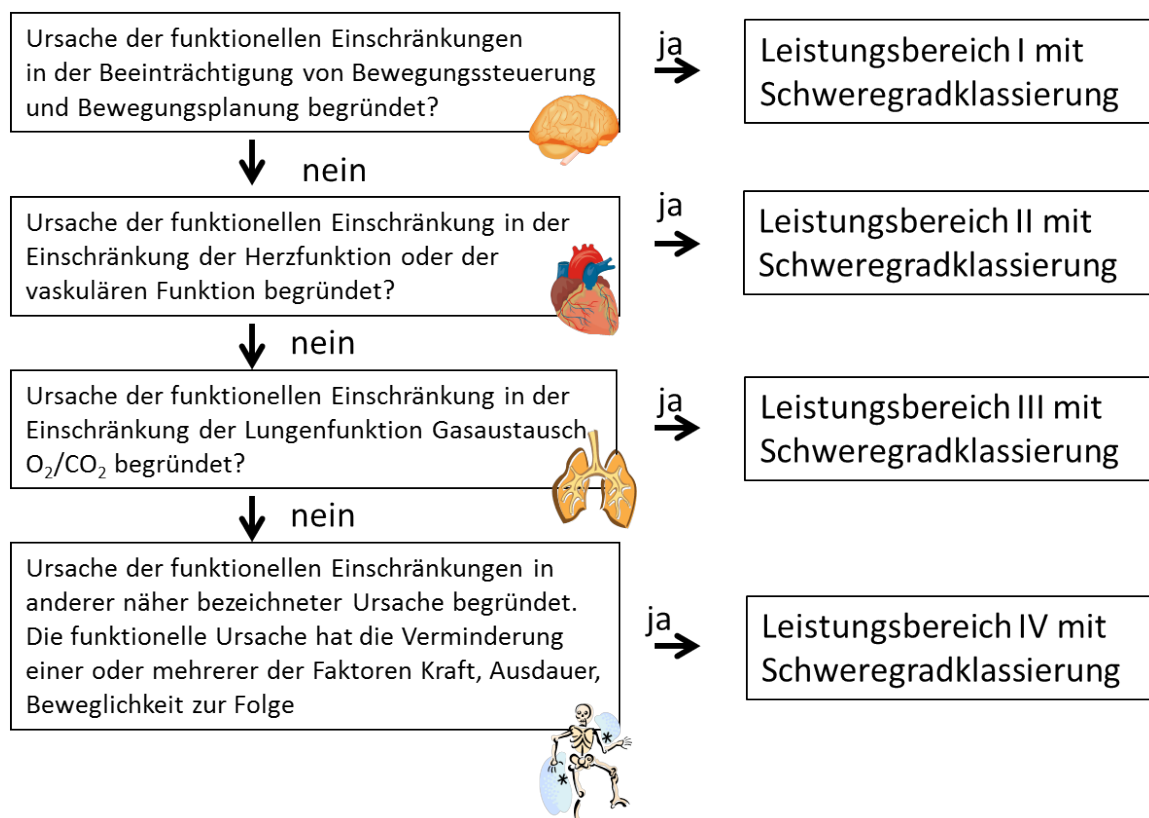 Ursache der funktionellen Einschränkungen
in der Beeinträchtigung von Bewegungssteuerung
und Bewegungsplanung begründet?
ja
Leistungsbereich I mit
Schweregradklassierung
nein
Ursache der funktionellen Einschränkung in der
Einschränkung der Herzfunktion oder der
vaskulären Funktion begründet?
ja
Leistungsbereich II mit
Schweregradklassierung
nein
Ursache der funktionellen Einschränkung in der
Einschränkung der Lungenfunktion Gasaustausch
O₂/CO₂ begründet?
ja
Leistungsbereich III mit
Schweregradklassierung
nein
Ursache der funktionellen Einschränkungen in
anderer näher bezeichneter Ursache begründet.
Die funktionelle Ursache hat die Verminderung
einer oder mehrerer der Faktoren Kraft, Ausdauer,
Beweglichkeit zur Folge
ja
Leistungsbereich IV mit
Schweregradklassierung